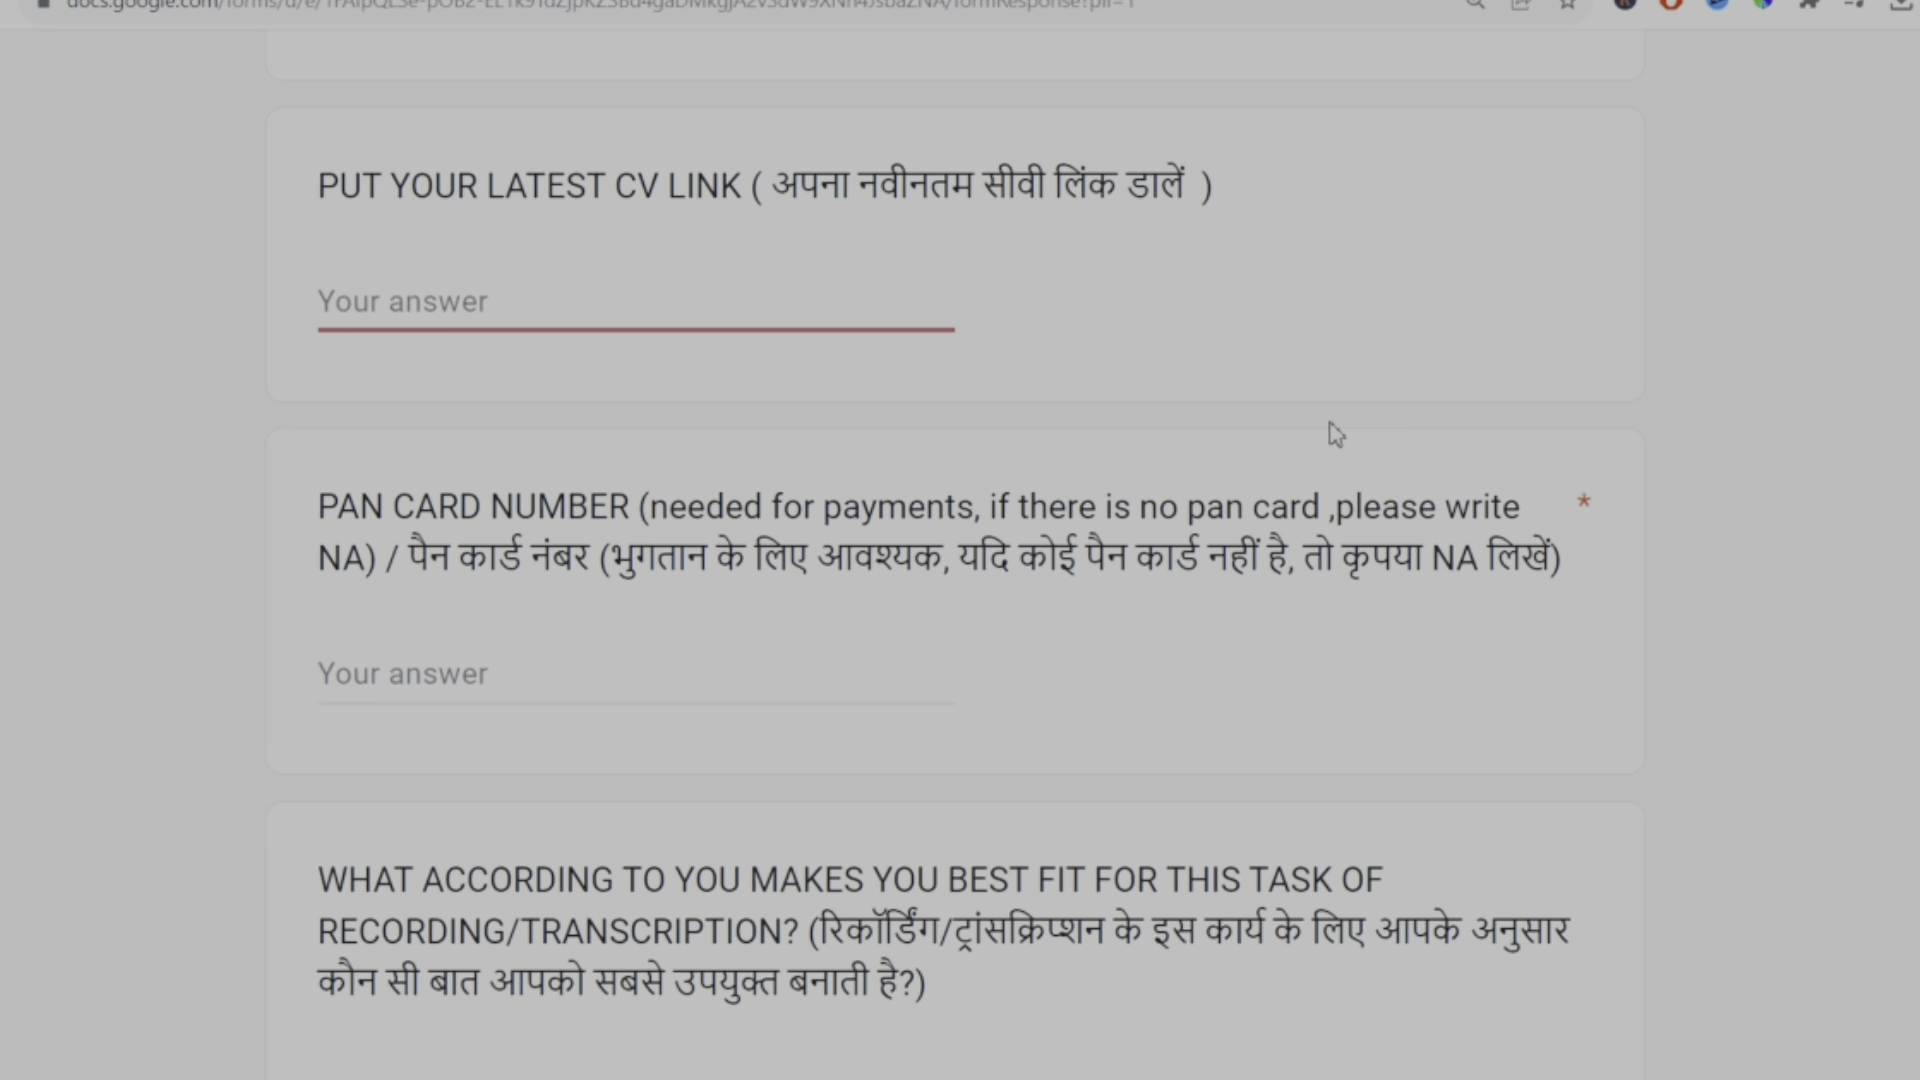 PUT YOUR LATEST CV LINK ( अपना नवीनतम सीवी लिंक डालें )
Your answer
PAN CARD NUMBER (needed for payments, if there is no pan card ,please write *
NA) / पैन कार्ड नंबर (भुगतान के लिए आवश्यक, यदि कोई पैन कार्ड नहीं है, तो कृपया NA लिखें)
Your answer
WHAT ACCORDING TO YOU MAKES YOU BEST FIT FOR THIS TASK OF
RECORDING/TRANSCRIPTION? (रिकॉर्डिंग/ट्रांसक्रिप्शन के इस कार्य के लिए आपके अनुसार
कौन सी बात आपको सबसे उपयुक्त बनाती है?)